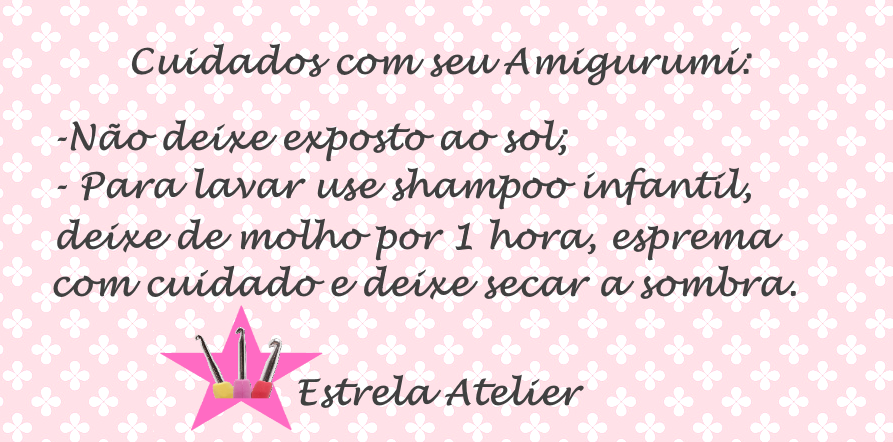 Cuidados com seu Amigurumi:
-Não deixe exposto ao sol;
- Para lavar use shampoo infantil,
deixe de molho por 1 hora, esprema
com cuidado e deixe secar a sombra.
Estrela Atelier